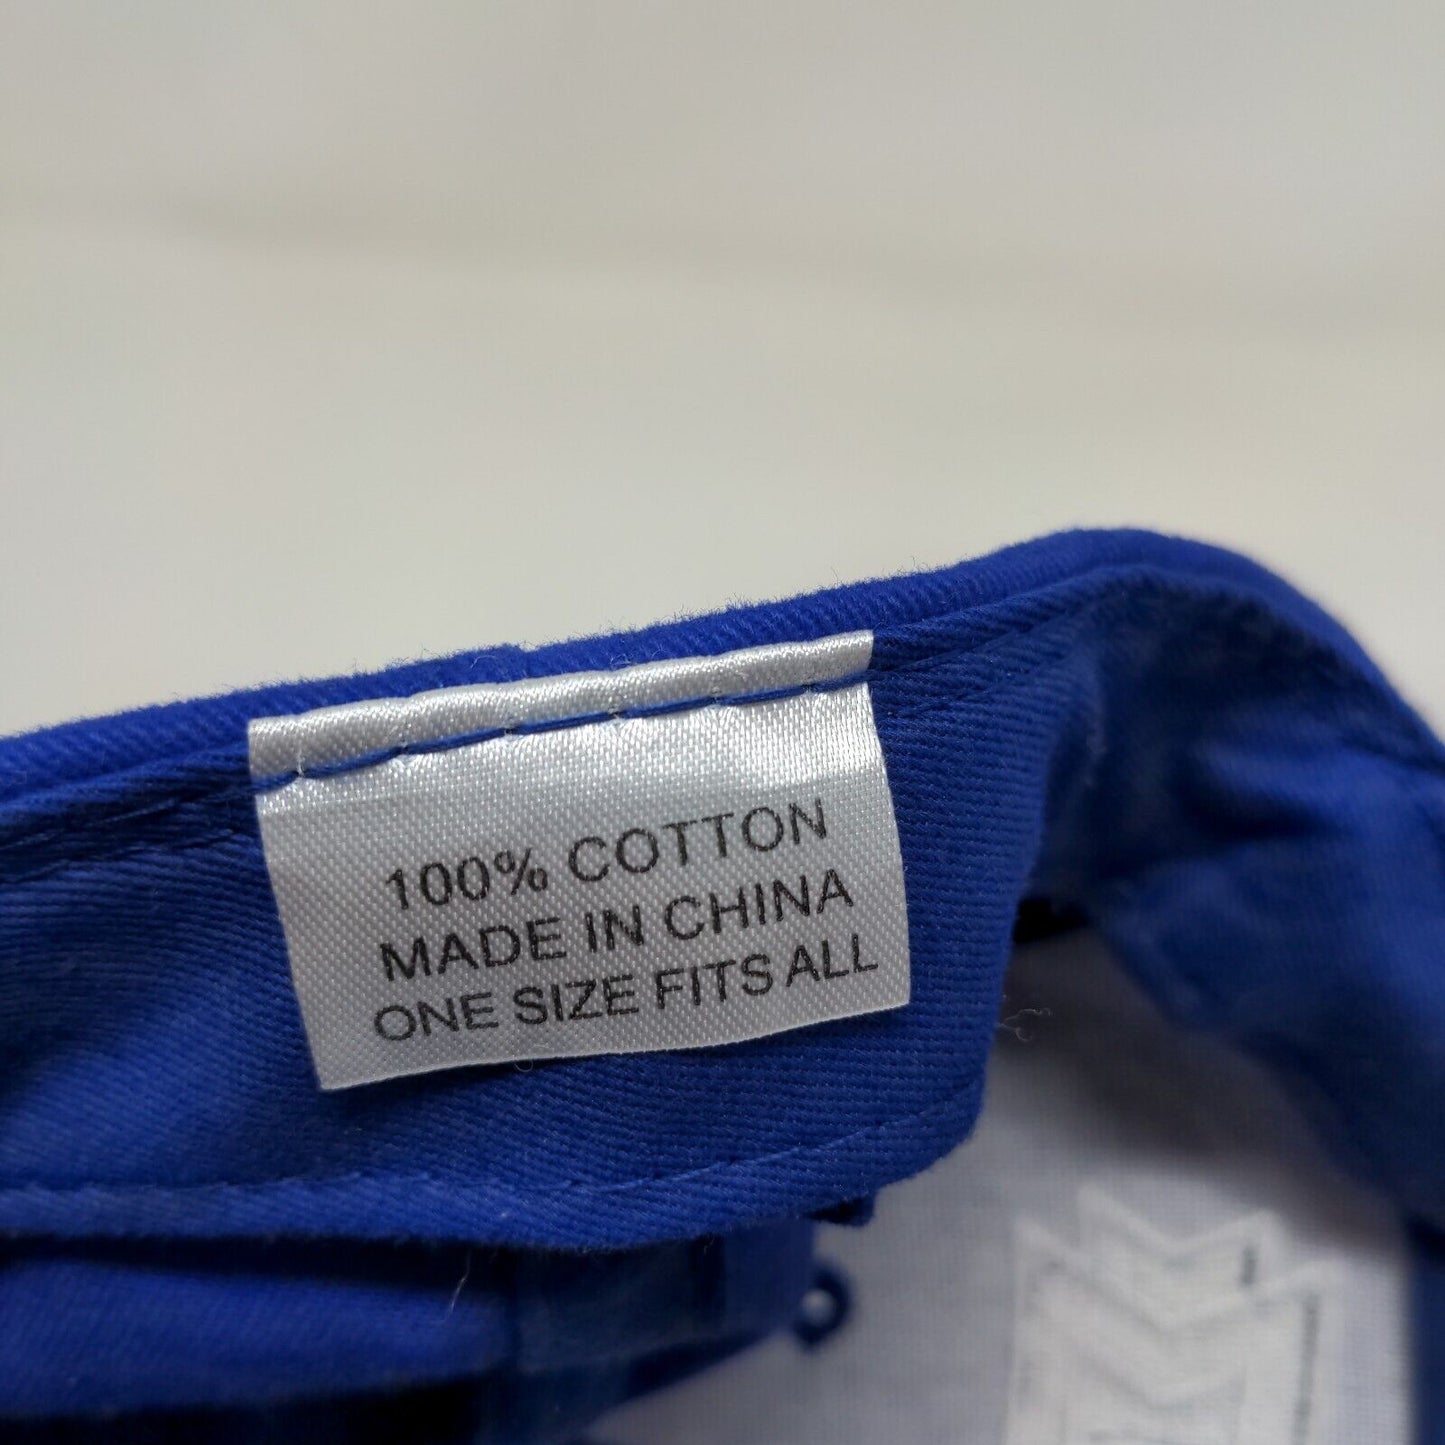 100% COTTON
MADE IN CHINA
ONE SIZE FITS ALL